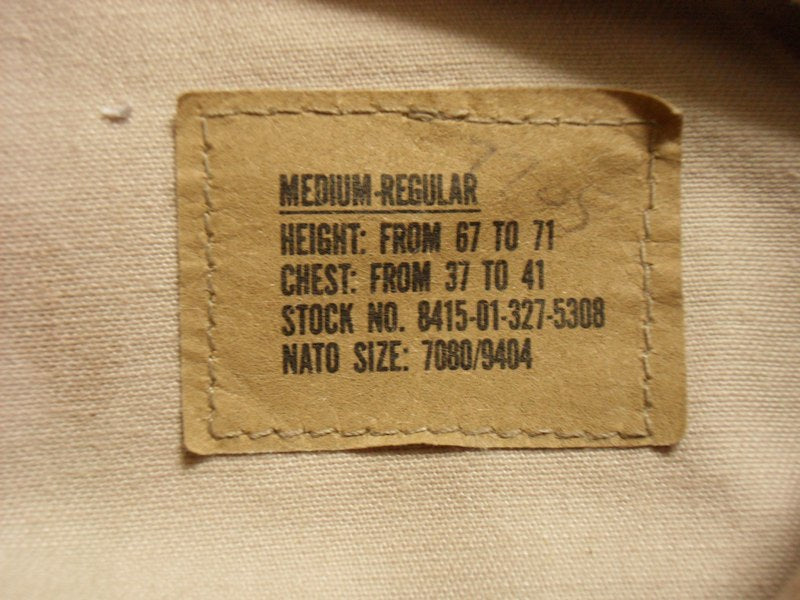 MEDIUM-REGULAR
HEIGHT: FROM 67 TO 71
CHEST: FROM 37 TO 41
STOCK NO. 8415-01-327-5308
NATO SIZE: 7080/9404